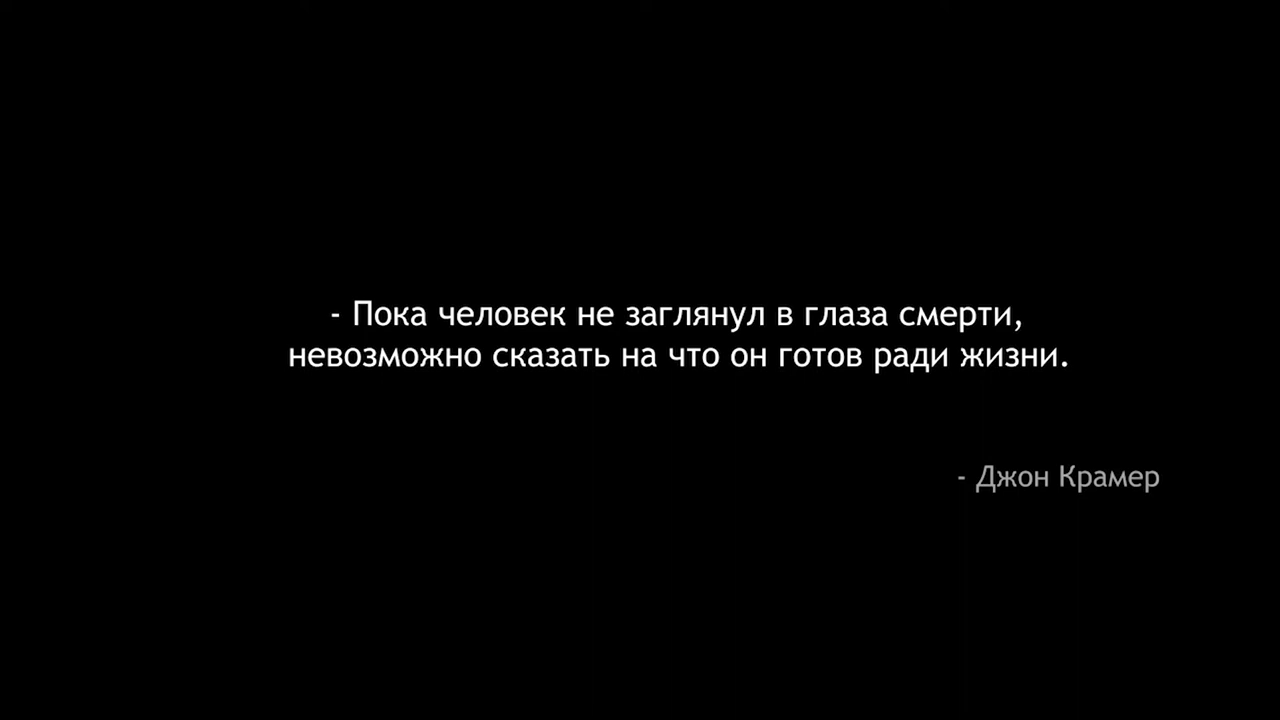 - Пока человек не заглянул в глаза смерти,
невозможно сказать на что он готов ради жизни.
- Джон Крамер